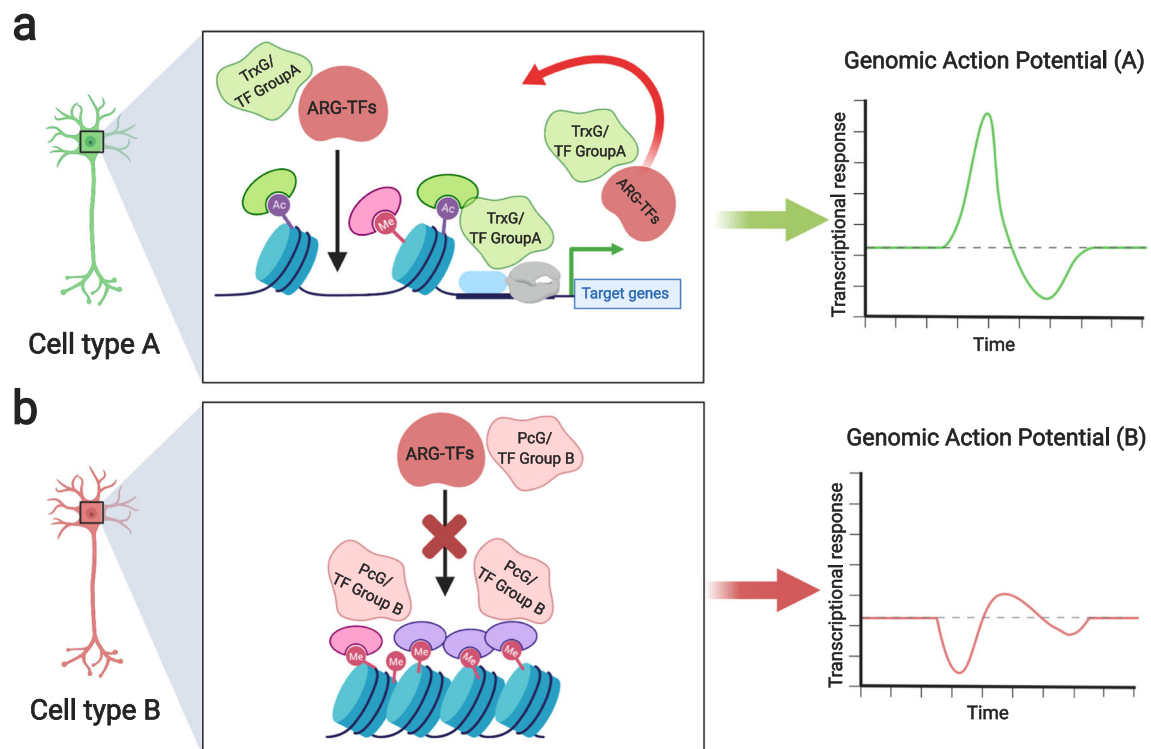 a
TrxG/
TF GroupA
ARG-TFs
TrxG/
TF GroupA
ARG-TFs
Ac
Me
Ac
TrxG/
TF GroupA
Target genes
Cell type A
Genomic Action Potential (A)
Transcriptional response
Time
b
ARG-TFs
PcG/
TF Group B
PcG/
TF Group B
PcG/
TF Group B
Me
Me
Me
Me
Me
Cell type B
Genomic Action Potential (B)
Transcriptional response
Time